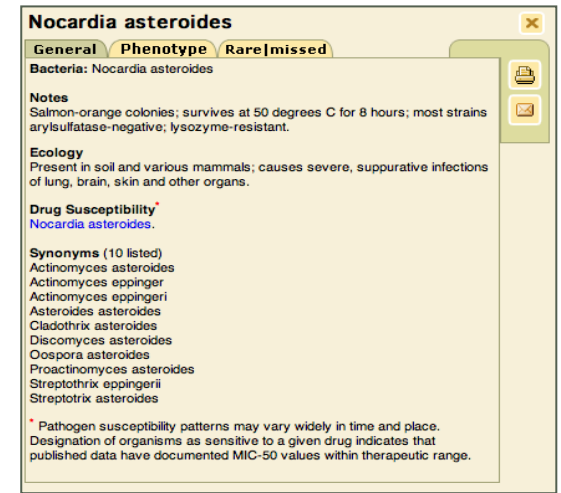 Nocardia asteroides
General Phenotype Rare|missed
Bacteria: Nocardia asteroides
Notes
Salmon-orange colonies; survives at 50 degrees C for 8 hours; most strains
arylsulfatase-negative; lysozyme-resistant.
Ecology
Present in soil and various mammals; causes severe, suppurative infections
of lung, brain, skin and other organs.
Drug Susceptibility*
Nocardia asteroides.
Synonyms (10 listed)
Actinomyces asteroides
Actinomyces eppinger
Actinomyces eppingeri
Asteroides asteroides
Cladothrix asteroides
Discomyces asteroides
Oospora asteroides
Proactinomyces asteroides
Streptothrix eppingerii
Streptotrix asteroides
* Pathogen susceptibility patterns may vary widely in time and place.
Designation of organisms as sensitive to a given drug indicates that
published data have documented MIC-50 values within therapeutic range.